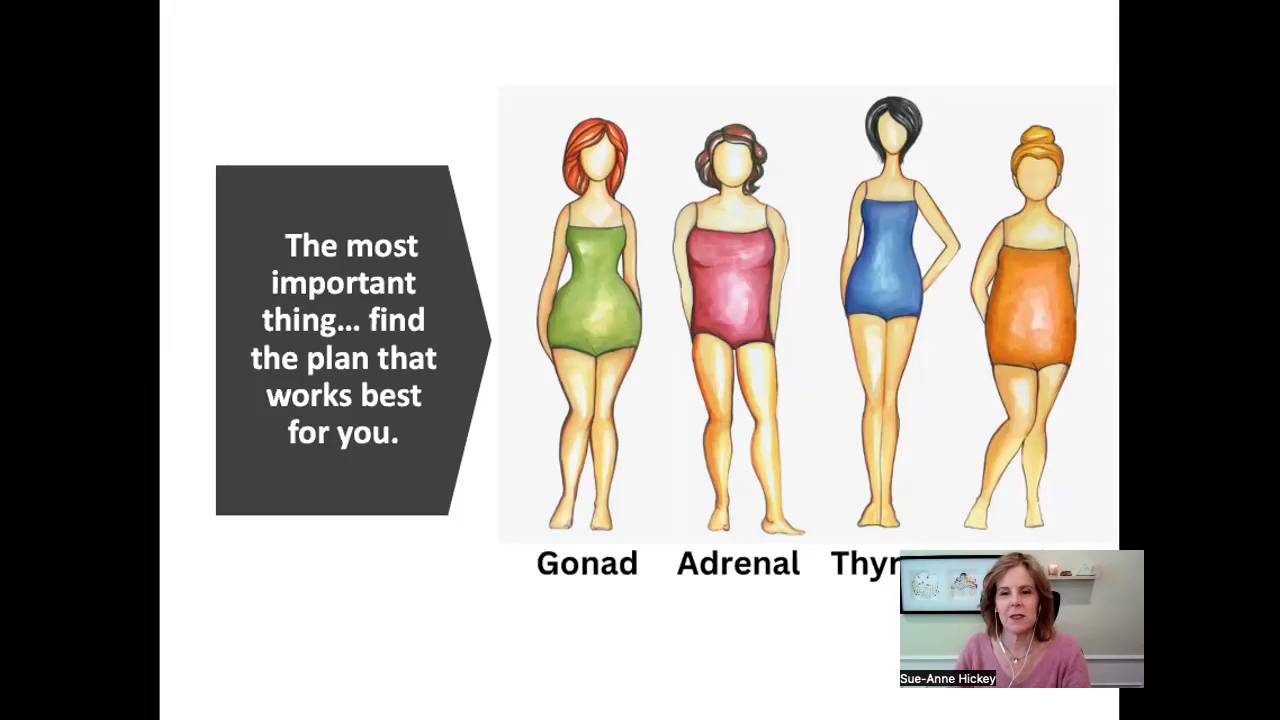 The most
important
thing... find
the plan that
works best
for you.
Gonad Adrenal
Sue-Anne Hickey